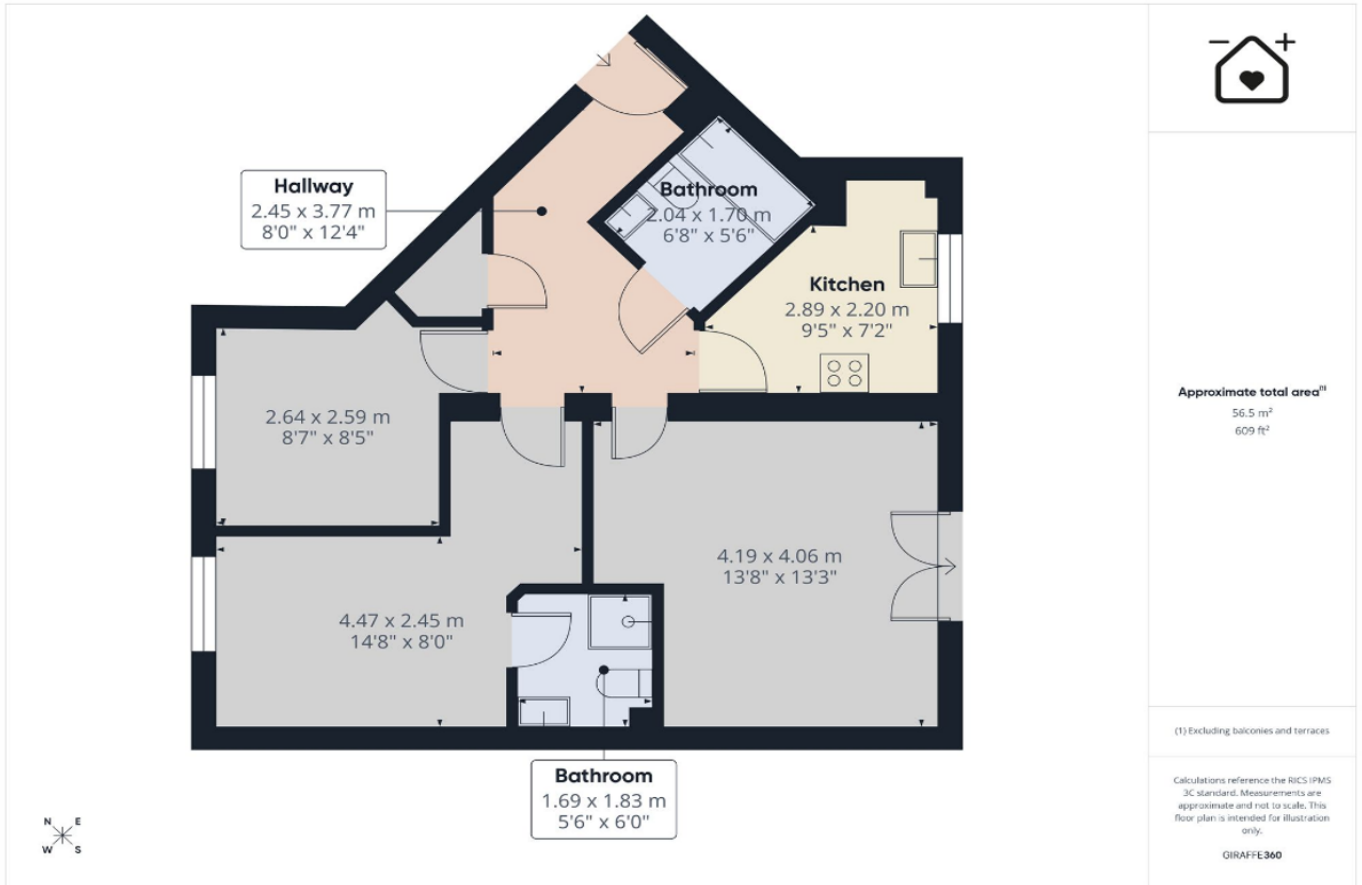 Hallway
2.45 x 3.77 m
8'0" x 12'4"
Bathroom
2.04 x 1.70 m
6'8" x 5'6"
Kitchen
2.89 x 2.20 m
9'5" x 7'2"
2.64 x 2.59 m
8'7" x 8'5"
4.19 x 4.06 m
13'8" x 13'3"
4.47 x 2.45 m
14'8" x 8'0"
Bathroom
1.69 x 1.83 m
5'6" x 6'0"
N E
W S
Approximate total area(1)
56.5 m²
609 ft²
(1) Excluding balconies and terraces
Calculations reference the RICS IPMS
3C standard. Measurements are
approximate and not to scale. This
floor plan is intended for illustration
only.
GIRAFFE360